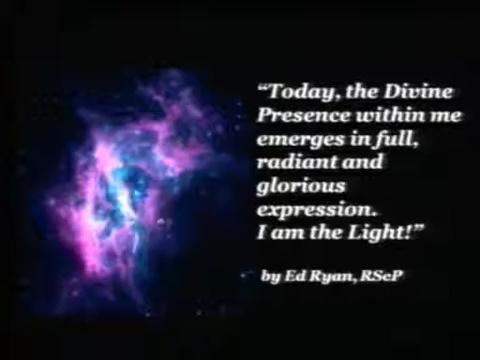 “Today, the Divine
Presence within me
emerges in full,
radiant and
glorious
expression.
I am the Light!”
by Ed Ryan, RScP